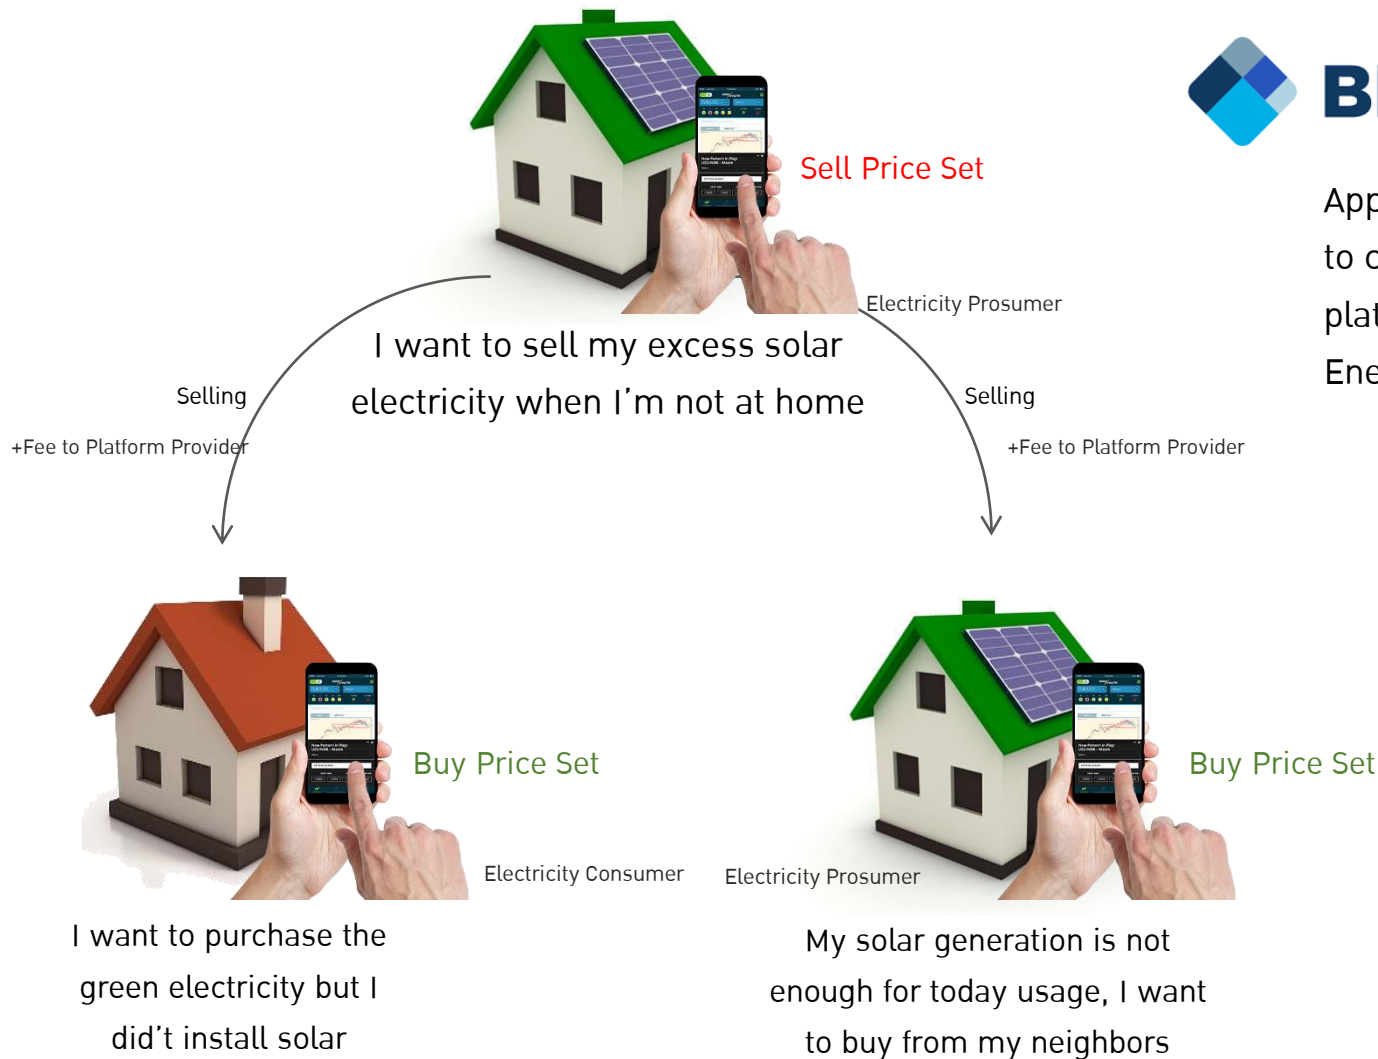 Sell Price Set
Electricity Prosumer
I want to sell my excess solar
electricity when I'm not at home
Selling
+Fee to Platform Provider
Selling
+Fee to Platform Provider
Buy Price Set
Electricity Consumer
I want to purchase the
green electricity but I
did't install solar
Buy Price Set
Electricity Prosumer
My solar generation is not
enough for today usage, I want
to buy from my neighbors